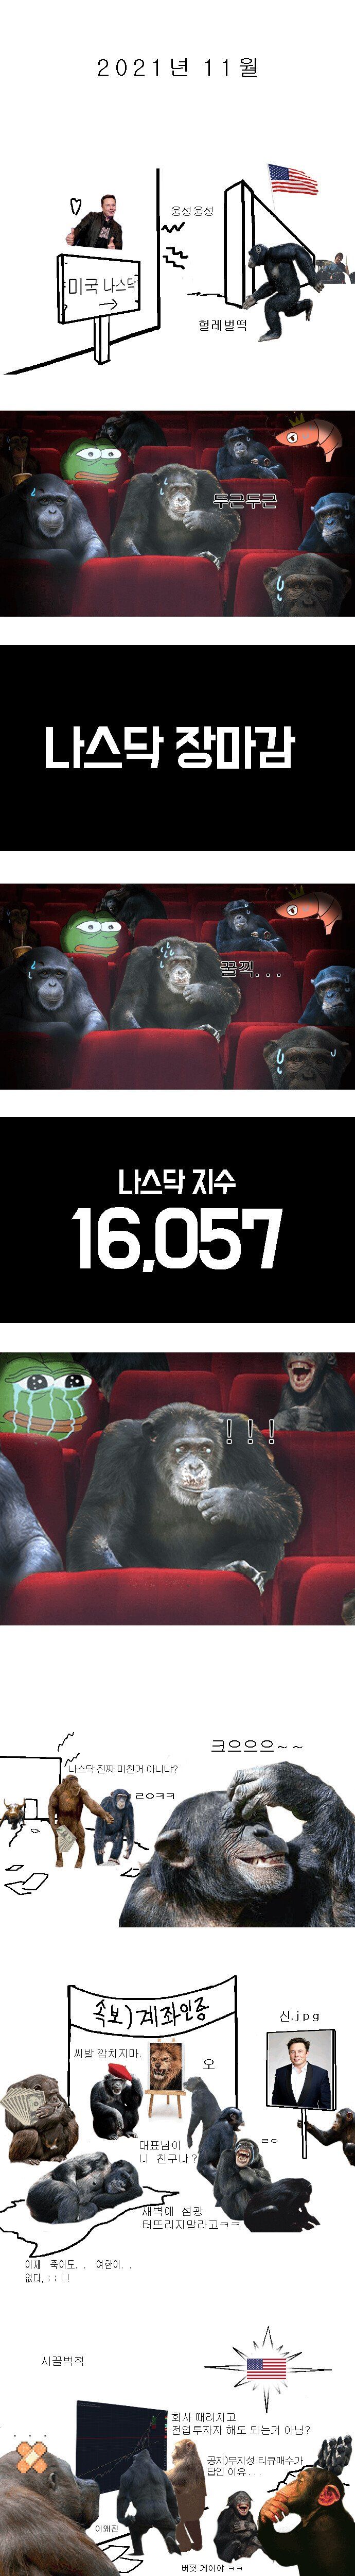 2021년 11월
웅성웅성
미국 나스닥
헐레벌떡
두근두근
나스닥 장마감
꿀꺽...
나스닥 지수
16,057
!!!
크으으으~~
나스닥 진짜 미친거 아니냐?
ㄹㅇㅋㅋ
속보)계좌인증
신.jpg
씨발 깝치지마.
오
대표님이
니 친구냐?
ㄹㅇ
새벽에 섬광
터뜨리지말라고ㅋㅋ
이제 죽어도.. 여한이..
없다,;;!!
시끌벅적
회사 때려치고
전업투자자 해도 되는거 아님?
...
공지)무지성 티큐매수가
답인 이유...
이왜진
버핏 게이야 ㅋㅋ